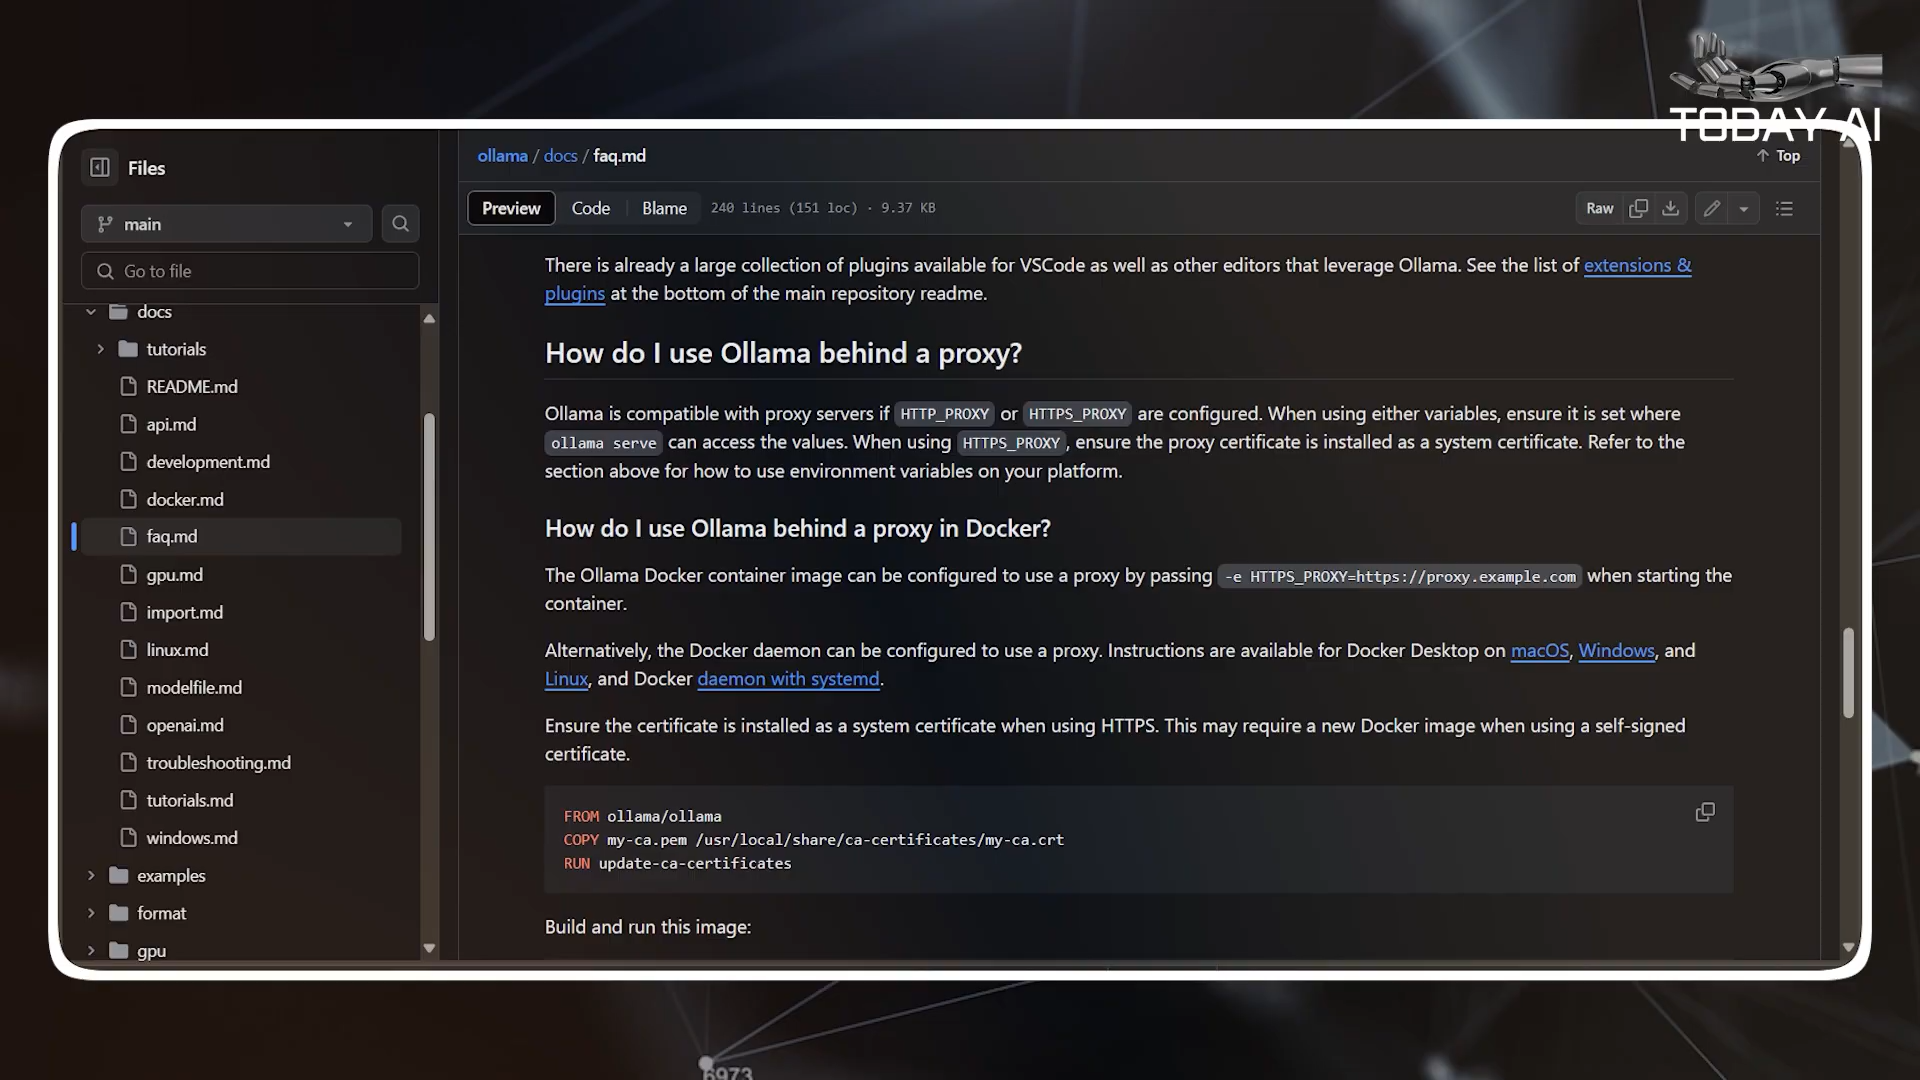 TODAY AI
Files
main
Go to file
docs
tutorials
README.md
api.md
development.md
docker.md
faq.md
gpu.md
import.md
linux.md
modelfile.md
openai.md
troubleshooting.md
tutorials.md
windows.md
examples
format
gpu
ollama / docs / faq.md
Top
Preview Code Blame 240 lines (151 loc) · 9.37 KB Raw
There is already a large collection of plugins available for VSCode as well as other editors that leverage Ollama. See the list of extensions &
plugins at the bottom of the main repository readme.
How do I use Ollama behind a proxy?
Ollama is compatible with proxy servers if HTTP_PROXY or HTTPS_PROXY are configured. When using either variables, ensure it is set where
ollama serve can access the values. When using HTTPS_PROXY, ensure the proxy certificate is installed as a system certificate. Refer to the
section above for how to use environment variables on your platform.
How do I use Ollama behind a proxy in Docker?
The Ollama Docker container image can be configured to use a proxy by passing -e HTTPS_PROXY=https://proxy.example.com when starting the
container.
Alternatively, the Docker daemon can be configured to use a proxy. Instructions are available for Docker Desktop on macOS, Windows, and
Linux, and Docker daemon with systemd.
Ensure the certificate is installed as a system certificate when using HTTPS. This may require a new Docker image when using a self-signed
certificate.
FROM ollama/ollama
COPY my-ca.pem /usr/local/share/ca-certificates/my-ca.crt
RUN update-ca-certificates
Build and run this image:
6973